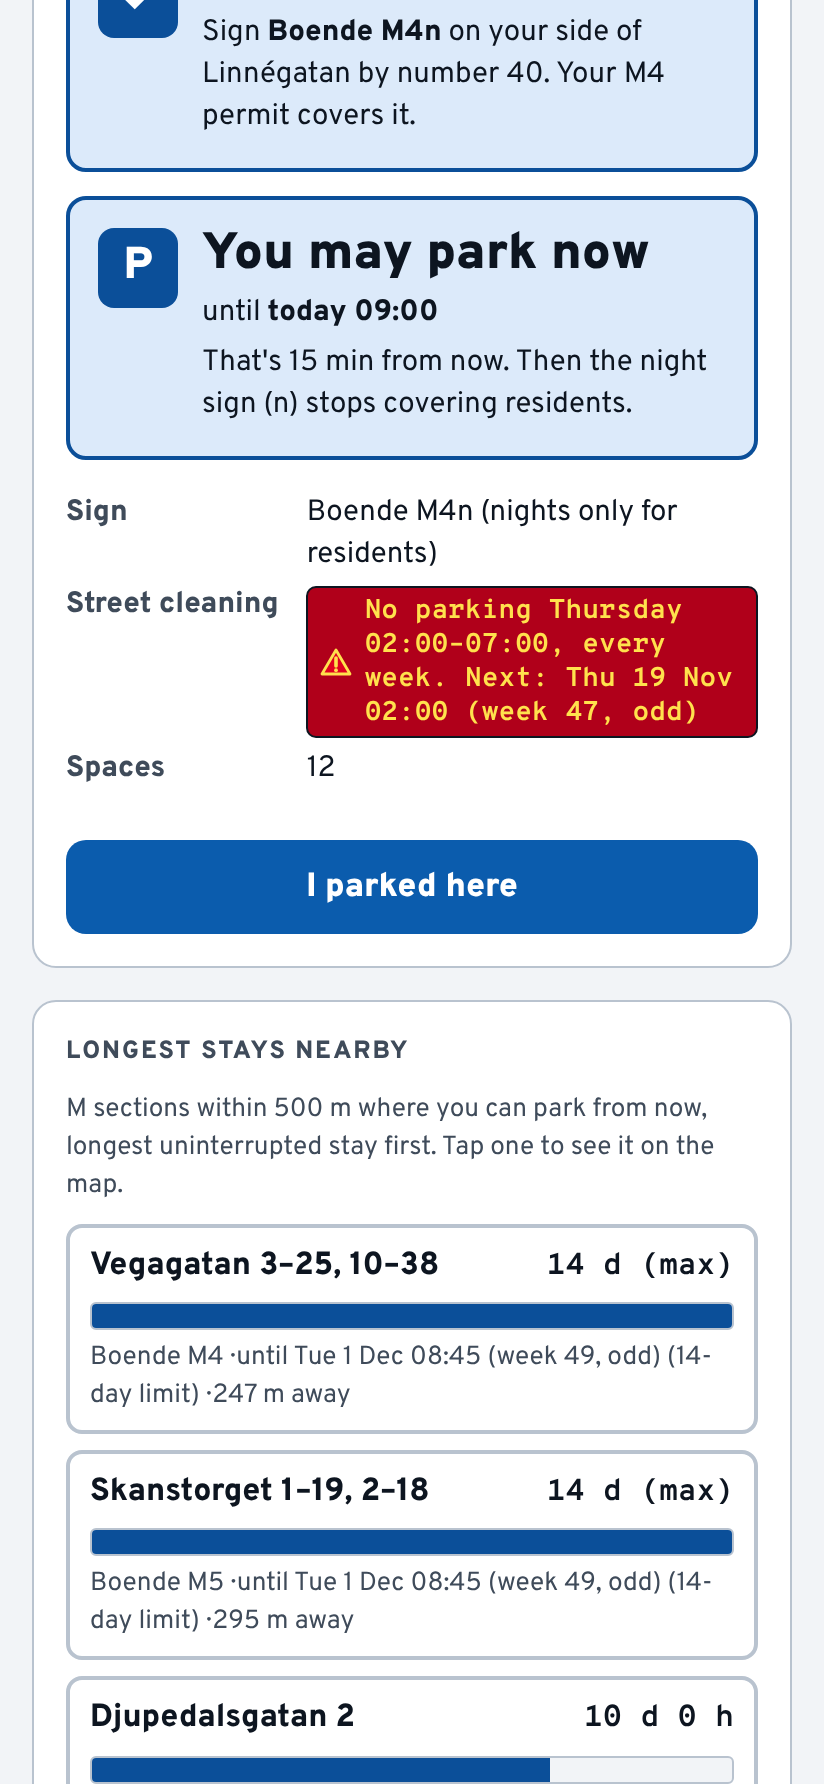 Sign Boende M4n on your side of
Linnégatan by number 40. Your M4
permit covers it.
P
You may park now
until today 09:00
That's 15 min from now. Then the night
sign (n) stops covering residents.
Sign
Boende M4n (nights only for
residents)
Street cleaning
No parking Thursday
02:00–07:00, every
week. Next: Thu 19 Nov
02:00 (week 47, odd)
Spaces
12
I parked here
LONGEST STAYS NEARBY
M sections within 500 m where you can park from now,
longest uninterrupted stay first. Tap one to see it on the
map.
Vegagatan 3–25, 10–38
14 d (max)
Boende M4 ·until Tue 1 Dec 08:45 (week 49, odd) (14-
day limit) ·247 m away
Skanstorget 1–19, 2–18
14 d (max)
Boende M5 ·until Tue 1 Dec 08:45 (week 49, odd) (14-
day limit) ·295 m away
Djupedalsgatan 2
10 d 0 h